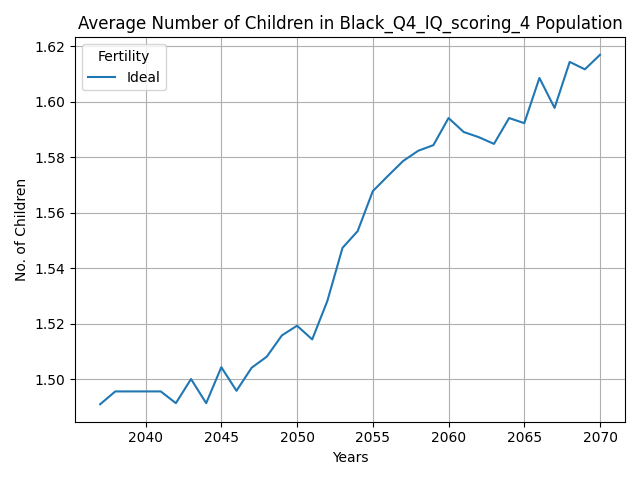 Average Number of Children in Black_Q4_IQ_scoring_4 Population
Fertility
Ideal
No. of Children
1.62
1.60
1.58
1.56
1.54
1.52
1.50
2040
2045
2050
2055
2060
2065
2070
Years